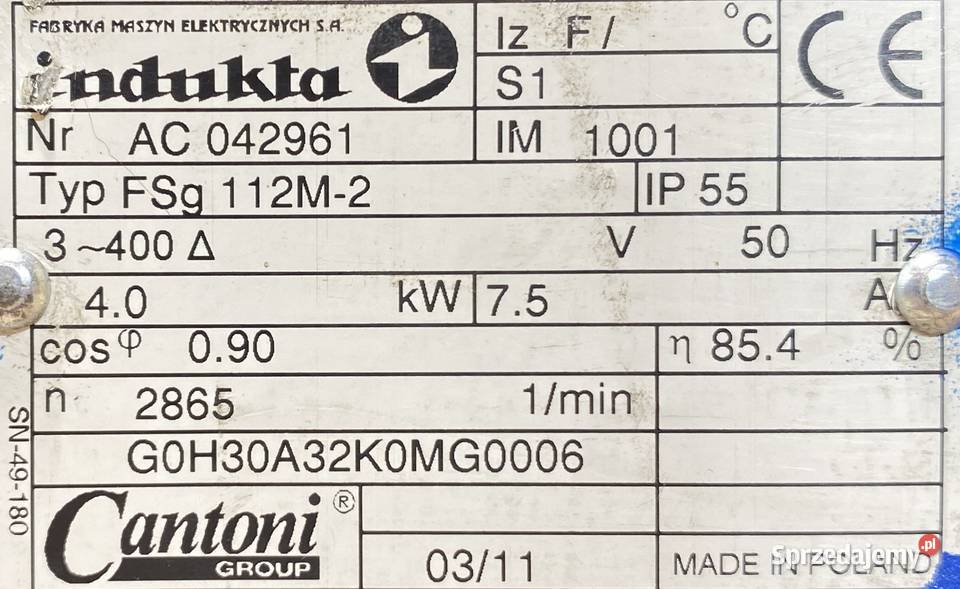 FABRYKA MASZYN ELEKTRYCZNYCH S.A.
indukta
Iz F/ °C
S1
CE
Nr AC 042961
IM 1001
Typ FSg 112M-2
IP 55
3 ~400 Δ V 50 Hz
4.0 kW 7.5 A
cos φ 0.90
η 85.4 %
n 2865 1/min
G0H30A32K0MG0006
SN-49-180
Cantoni ®
GROUP
03/11
MADE IN POLAND
Sprzedajemy.pl